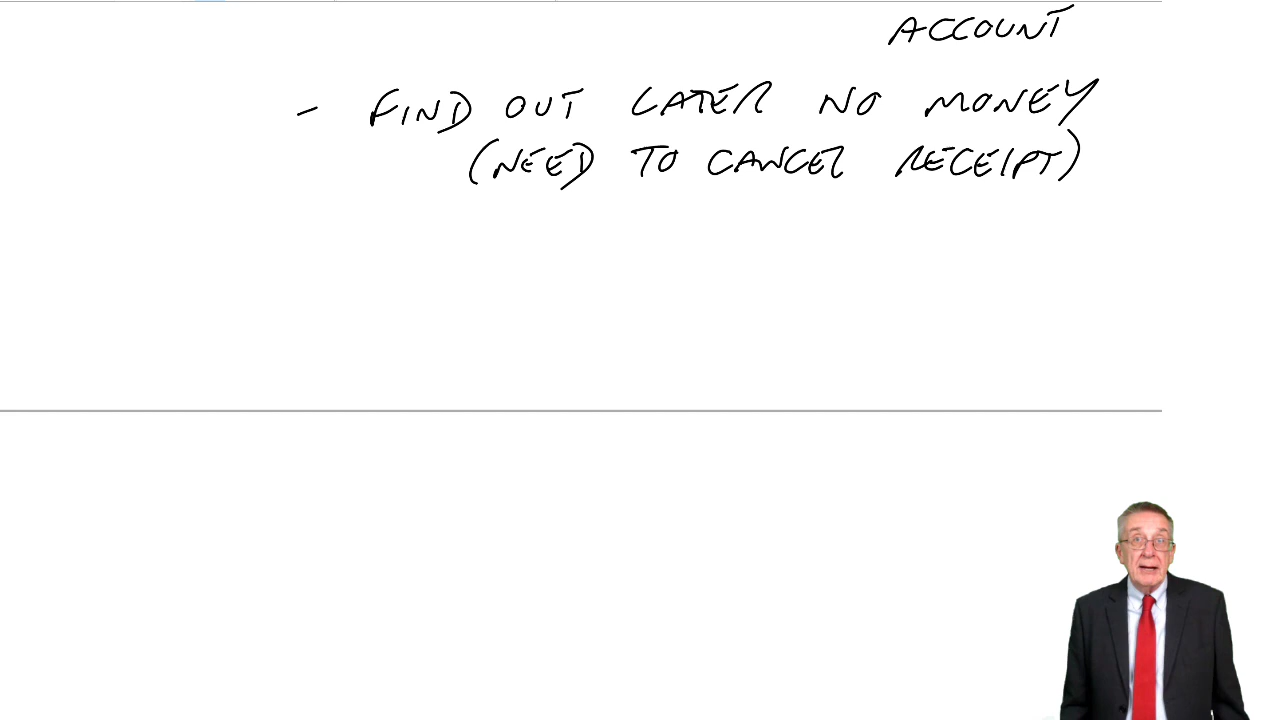 ACCOUNT
- FIND OUT LATER NO MONEY
(NEED TO CANCEL RECEIPT)